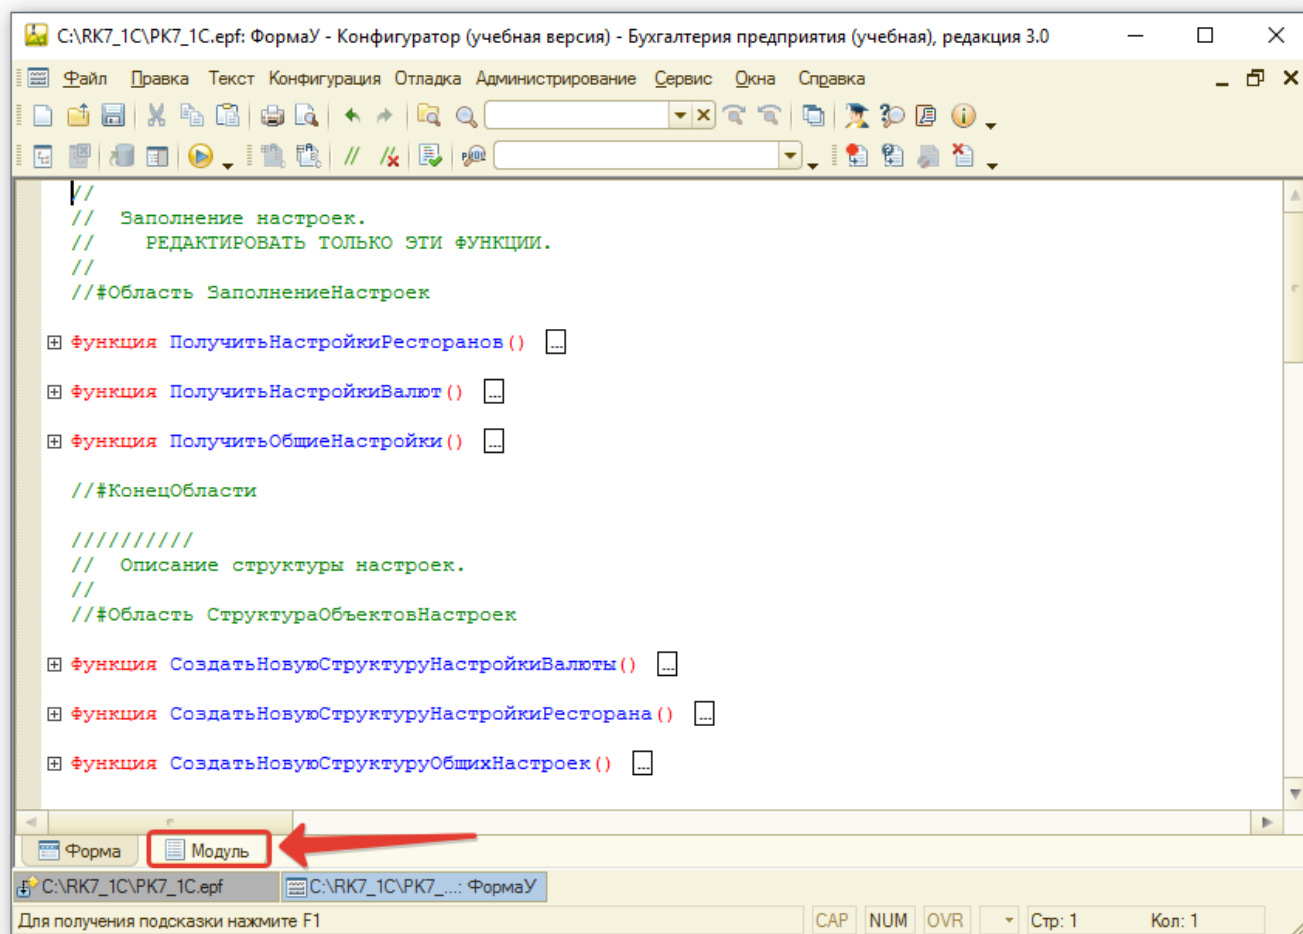 C:\RK7_1C\PK7_1C.epf: ФормаУ - Конфигуратор (учебная версия) - Бухгалтерия предприятия (учебная), редакция 3.0
Файл Правка Текст Конфигурация Отладка Администрирование Сервис Окна Справка
//
// Заполнение настроек.
// РЕДАКТИРОВАТЬ ТОЛЬКО ЭТИ ФУНКЦИИ.
//
//#Область ЗаполнениеНастроек
Функция ПолучитьНастройкиРесторанов() ...
Функция ПолучитьНастройкиВалют() ...
Функция ПолучитьОбщиеНастройки() ...
//#КонецОбласти
//////////
// Описание структуры настроек.
//
//#Область СтруктураОбъектовНастроек
Функция СоздатьНовуюСтруктуруНастройкиВалюты() ...
Функция СоздатьНовуюСтруктуруНастройкиРесторана() ...
Функция СоздатьНовуюСтруктуруОбщихНастроек() ...
Форма Модуль
C:\RK7_1C\PK7_1C.epf C:\RK7_1C\PK7_...: ФормаУ
Для получения подсказки нажмите F1 CAP NUM OVR Стр: 1 Кол: 1